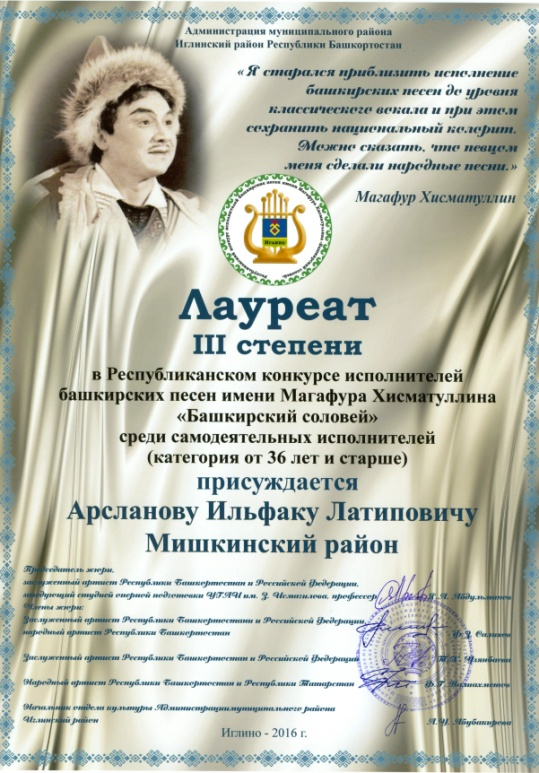 Администрация муниципального района
Иглинский район Республики Башкортостан
«Я старался приблизить исполнение
башкирских песен до уровня
классического вокала и при этом
сохранить национальный колорит.
Можно сказать, что певцом
меня сделали народные песни.»
Магафур Хисматуллин
Иглино
Лауреат
III степени
в Республиканском конкурсе исполнителей
башкирских песен имени Магафура Хисматуллина
«Башкирский соловей»
среди самодеятельных исполнителей
(категория от 36 лет и старше)
присуждается
Арсланову Ильфаку Латиповичу
Мишкинский район
Председатель жюри,
заслуженный артист Республики Башкортостан и Российской Федерации,
заведующий студией оперной подготовки УГАИ им. З. Исмагилова, профессор Абдульманов
Члены жюри:
Заслуженный артист Республики Башкортостан и Российской Федерации,
народный артист Республики Башкортостан
Заслуженный артист Республики Башкортостан и Российской Федерации
Народный артист Республики Башкортостан и Республики Татарстан
Начальник отдела культуры Администрации муниципального района
Иглинский район А.Ч. Абубакирова
Иглино - 2016 г.